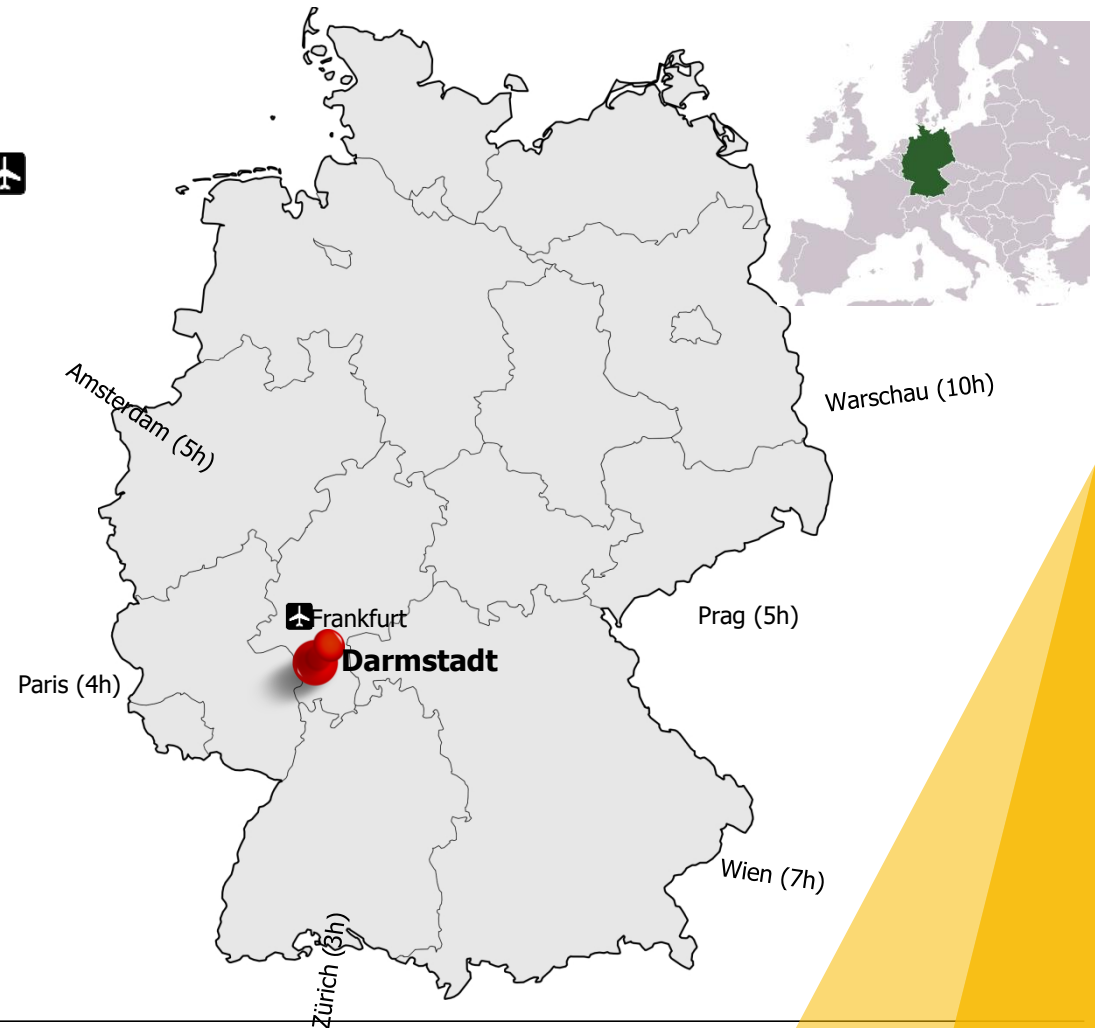 Amsterdam (5h)
Warschau (10h)
Frankfurt
Prag (5h)
Darmstadt
Paris (4h)
Wien (7h)
Zürich (3h)